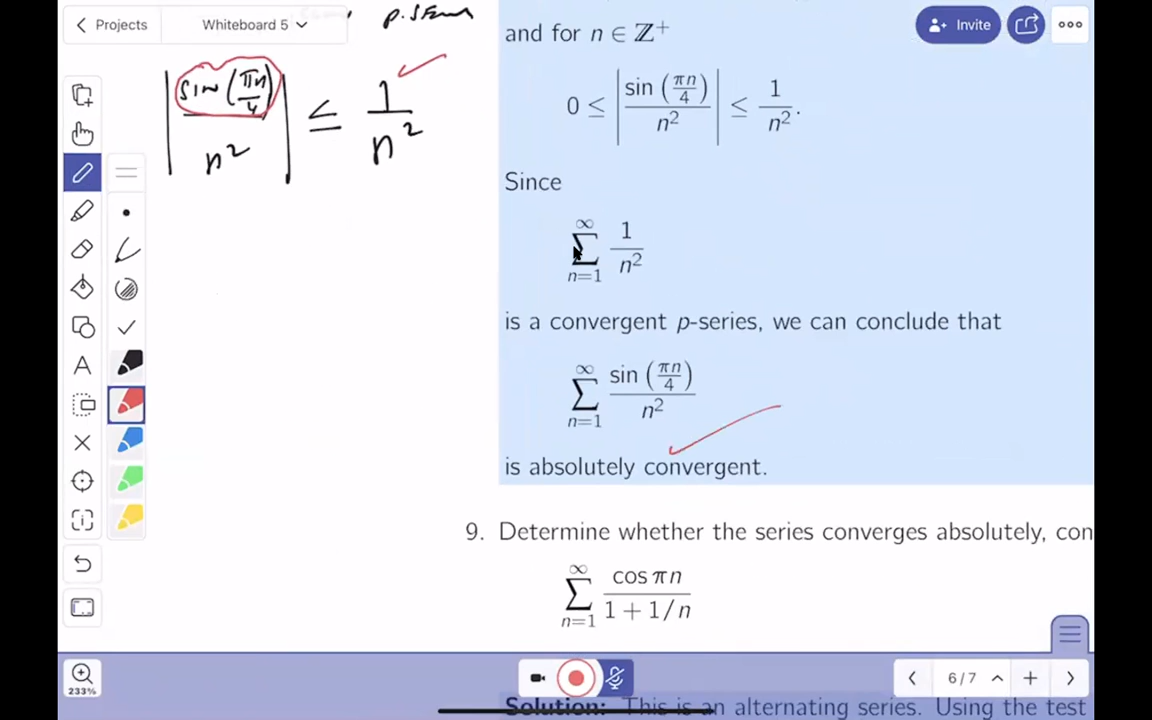 Projects
Whiteboard 5
Invite
p. series
| sin (πn/4) / n² | ≤ 1/n²
and for n ∈ ℤ⁺
0 ≤ | sin (πn/4) / n² | ≤ 1/n².
Since
∑ n=1 ∞ 1/n²
is a convergent p-series, we can conclude that
∑ n=1 ∞ sin (πn/4) / n²
is absolutely convergent.
9. Determine whether the series converges absolutely, con
∑ n=1 ∞ cos πn / 1 + 1/n
A
233%
6/7
Solution: This is an alternating series. Using the test